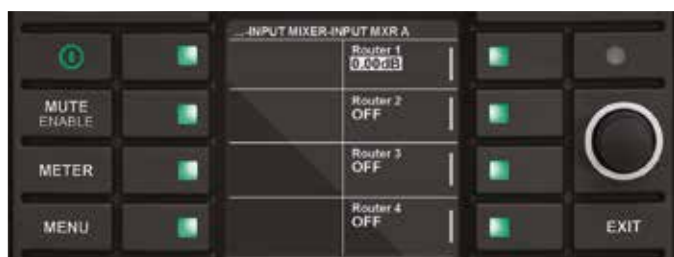 ...-INPUT MIXER-INPUT MXR A
Router 1
0.00dB
MUTE
ENABLE
Router 2
OFF
METER
Router 3
OFF
MENU
Router 4
OFF
EXIT